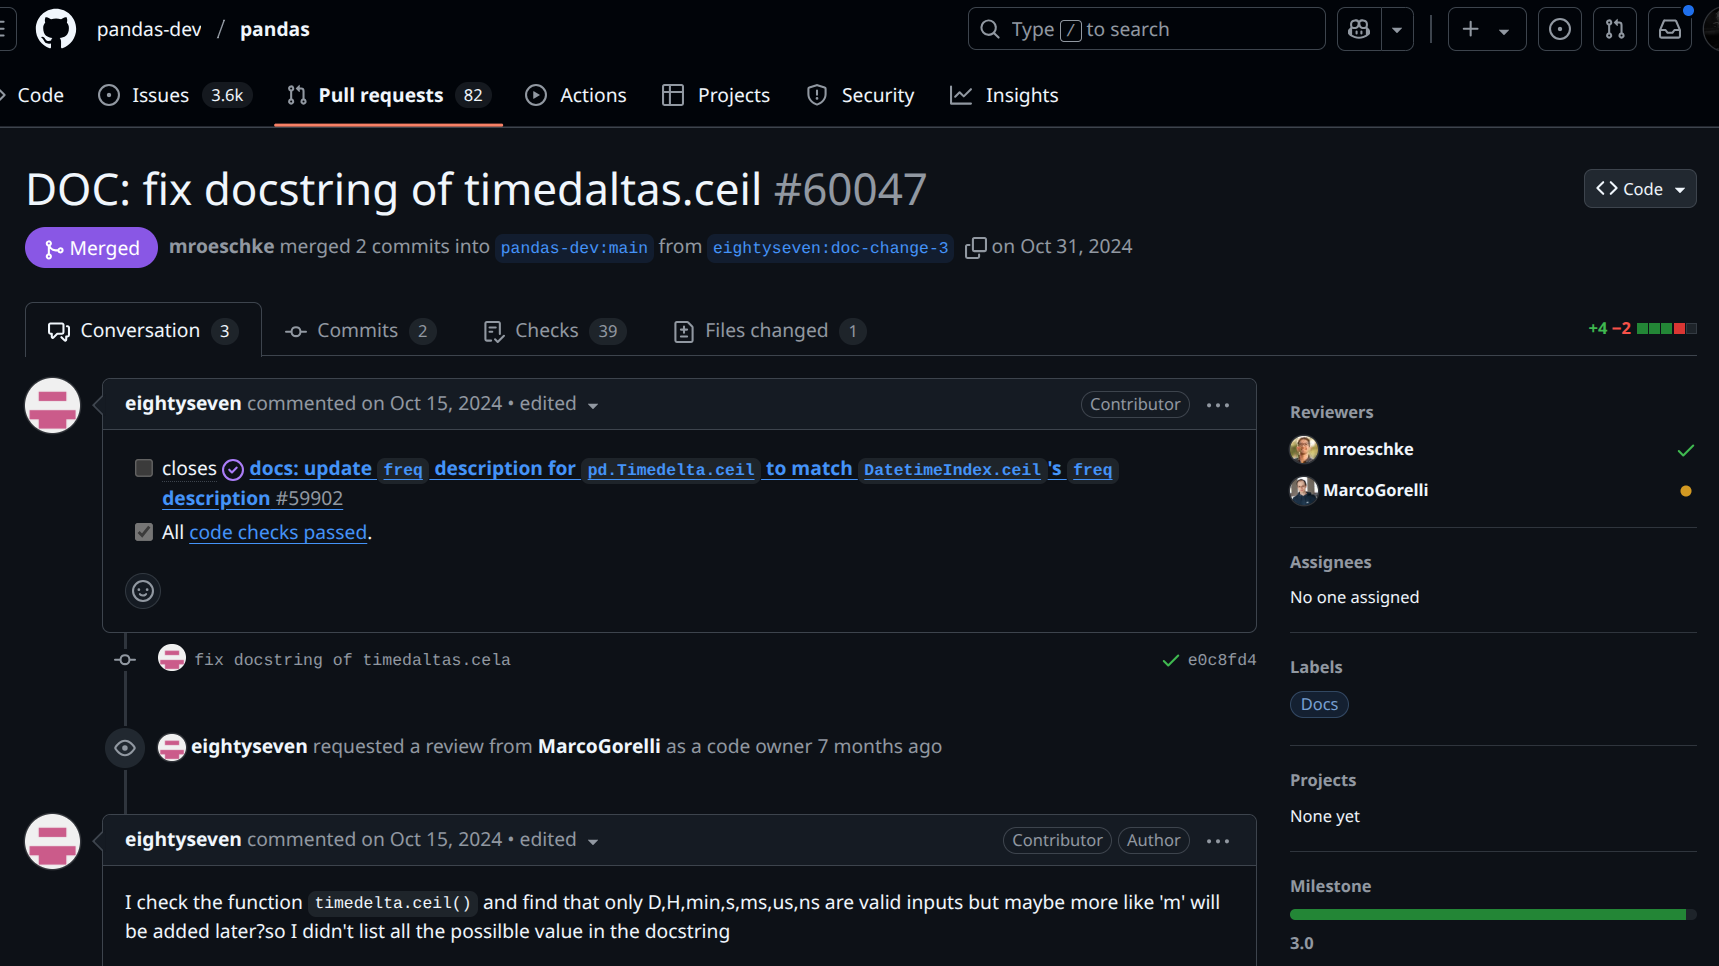 pandas-dev / pandas
Type / to search
Code
Issues 3.6k
Pull requests 82
Actions
Projects
Security
Insights
DOC: fix docstring of timedaltas.ceil #60047
Code
Merged
mroeschke merged 2 commits into pandas-dev:main from eightyseven:doc-change-3 on Oct 31, 2024
Conversation 3
Commits 2
Checks 39
Files changed 1
+4 −2
eightyseven commented on Oct 15, 2024 • edited
Contributor
closes docs: update freq description for pd.Timedelta.ceil to match DatetimeIndex.ceil's freq
description #59902
All code checks passed.
fix docstring of timedaltas.cela
e0c8fd4
eightyseven requested a review from MarcoGorelli as a code owner 7 months ago
eightyseven commented on Oct 15, 2024 • edited
Contributor
Author
I check the function timedelta.ceil() and find that only D,H,min,s,ms,us,ns are valid inputs but maybe more like 'm' will
be added later?so I didn't list all the possilble value in the docstring
Reviewers
mroeschke
MarcoGorelli
Assignees
No one assigned
Labels
Docs
Projects
None yet
Milestone
3.0